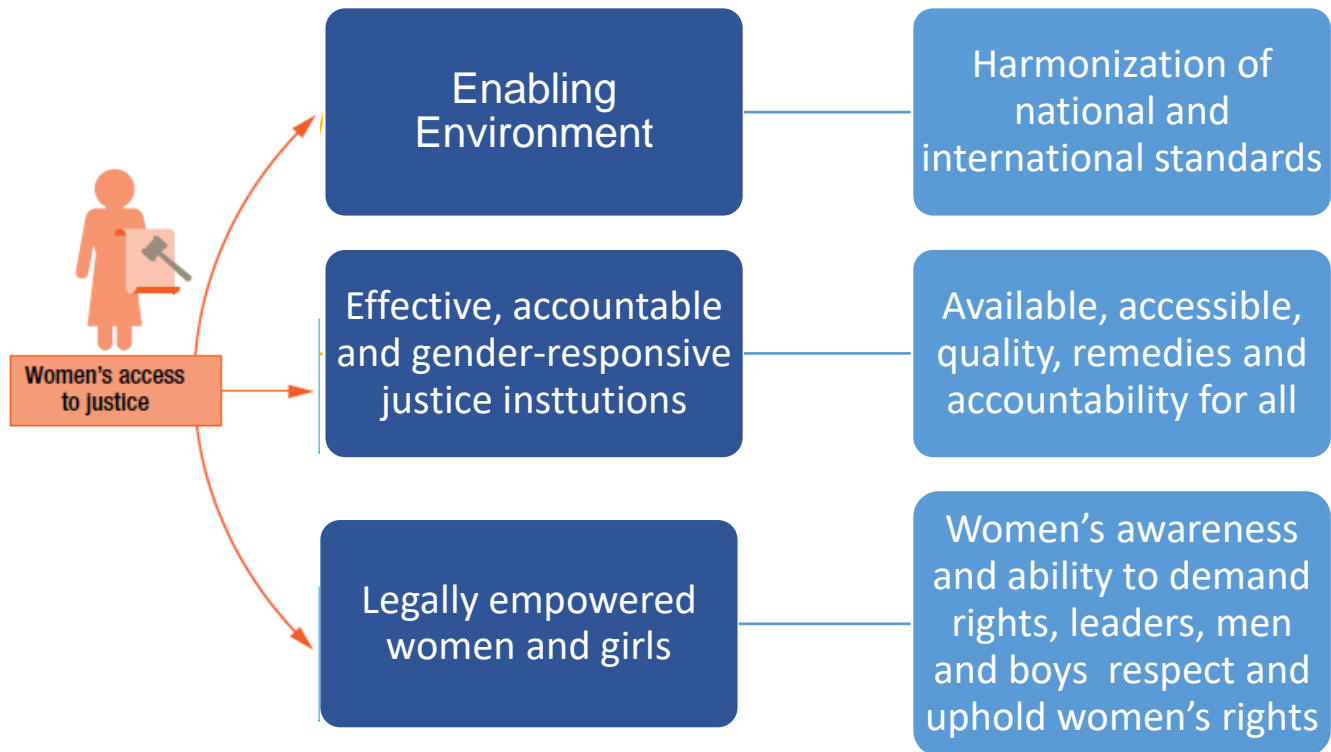 Women's access
to justice
Enabling
Environment
Harmonization of
national and
international standards
Effective, accountable
and gender-responsive
justice insttutions
Available, accessible,
quality, remedies and
accountability for all
Legally empowered
women and girls
Women’s awareness
and ability to demand
rights, leaders, men
and boys  respect and
uphold women’s rights